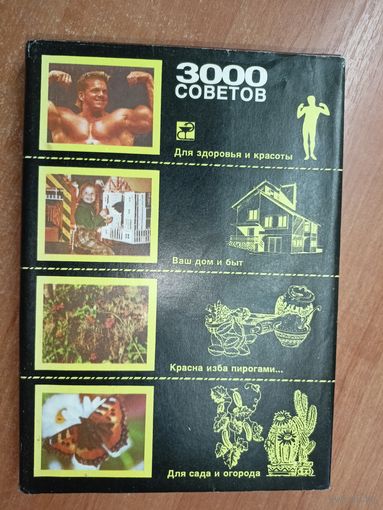 3000
СОВЕТОВ
Для здоровья и красоты
Ваш дом и быт
Красна изба пирогами...
Для сада и огорода